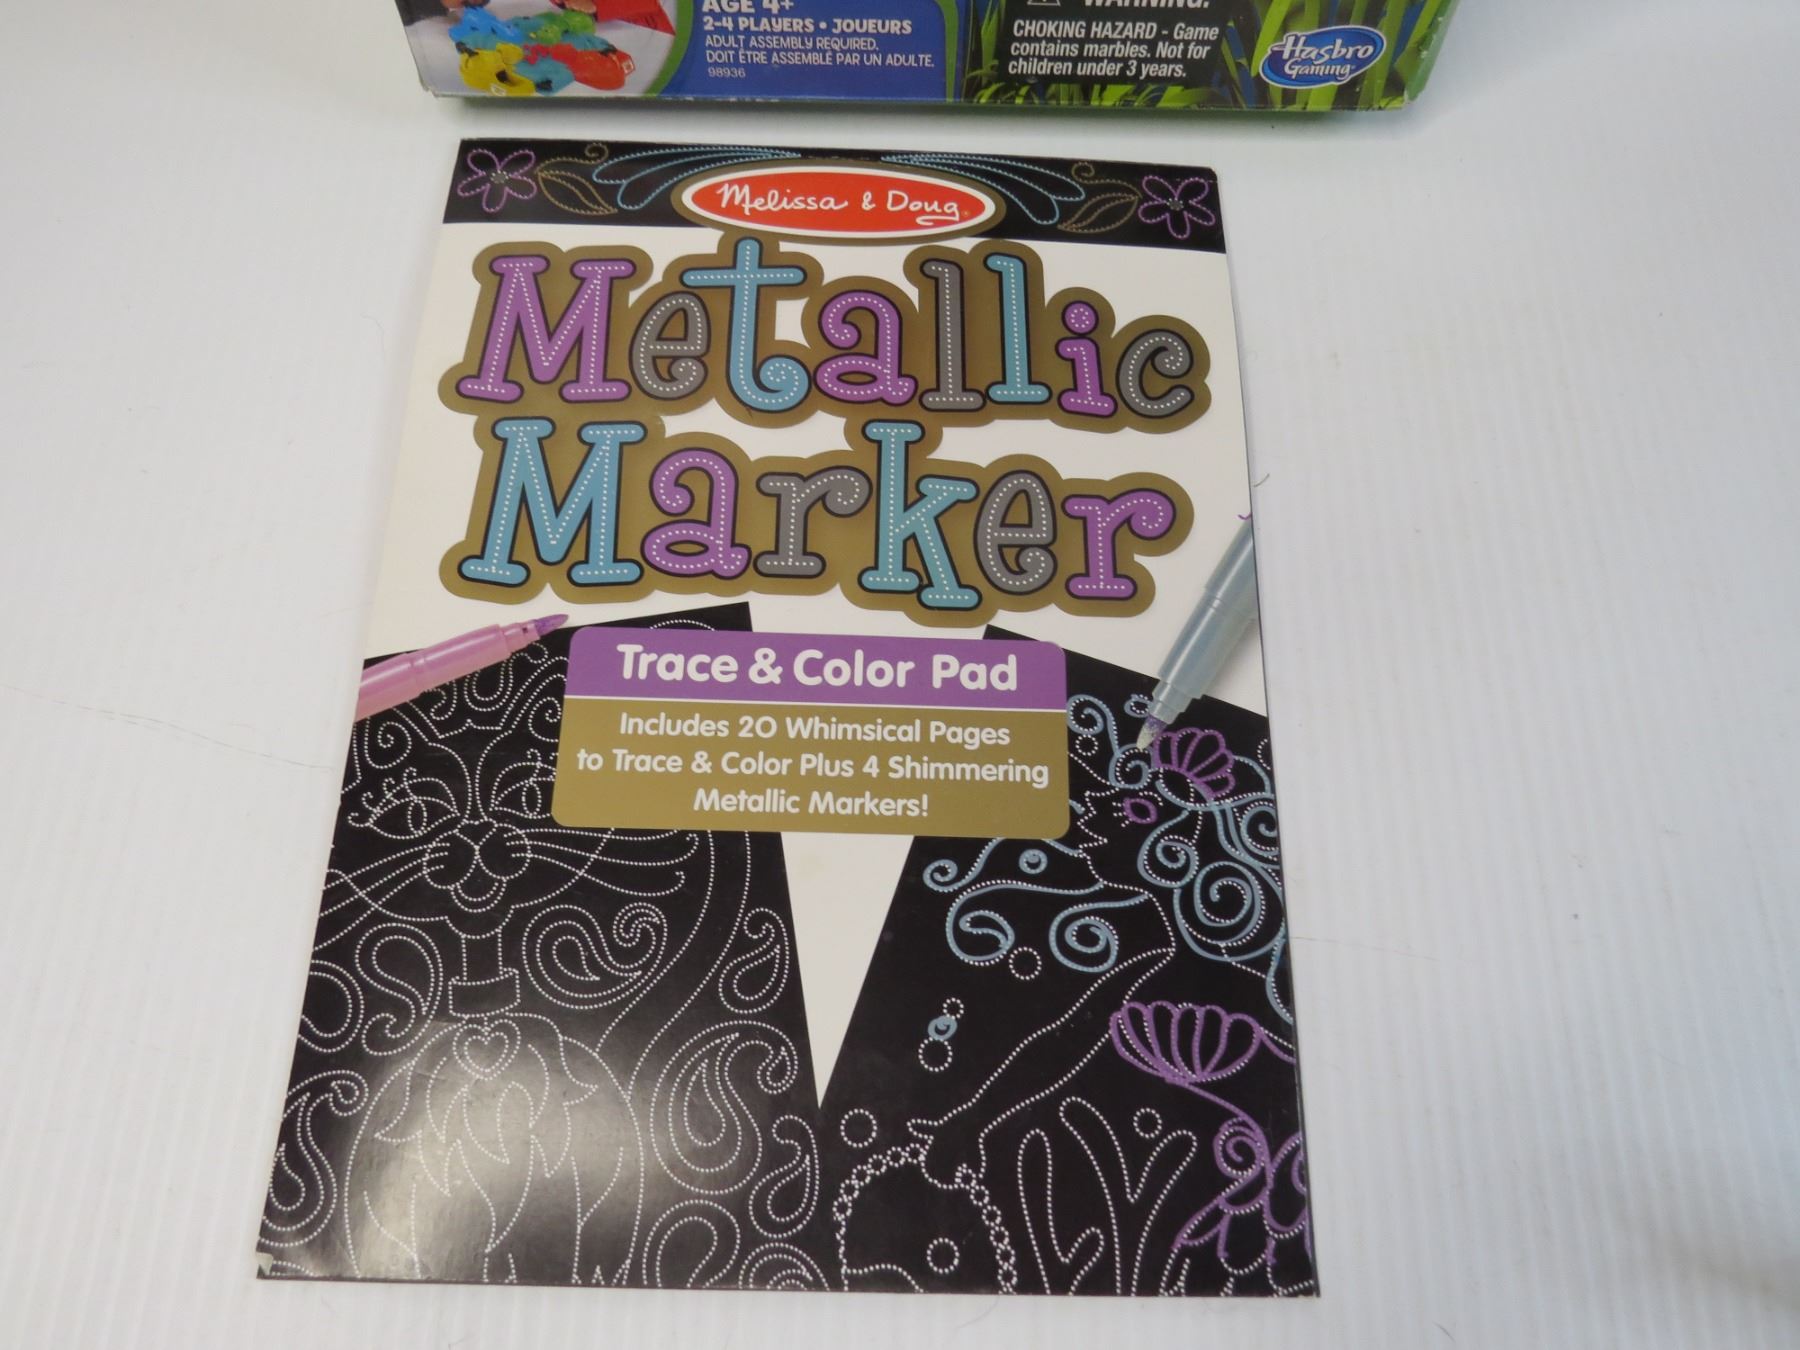 AGE 4+
2-4 PLAYERS • JOUEURS
ADULT ASSEMBLY REQUIRED.
DOIT ÊTRE ASSEMBLÉ PAR UN ADULTE.
98936
WARNING:
CHOKING HAZARD - Game
contains marbles. Not for
children under 3 years.
Hasbro
Gaming
Melissa & Doug®
Metallic
Marker
Trace & Color Pad
Includes 20 Whimsical Pages
to Trace & Color Plus 4 Shimmering
Metallic Markers!